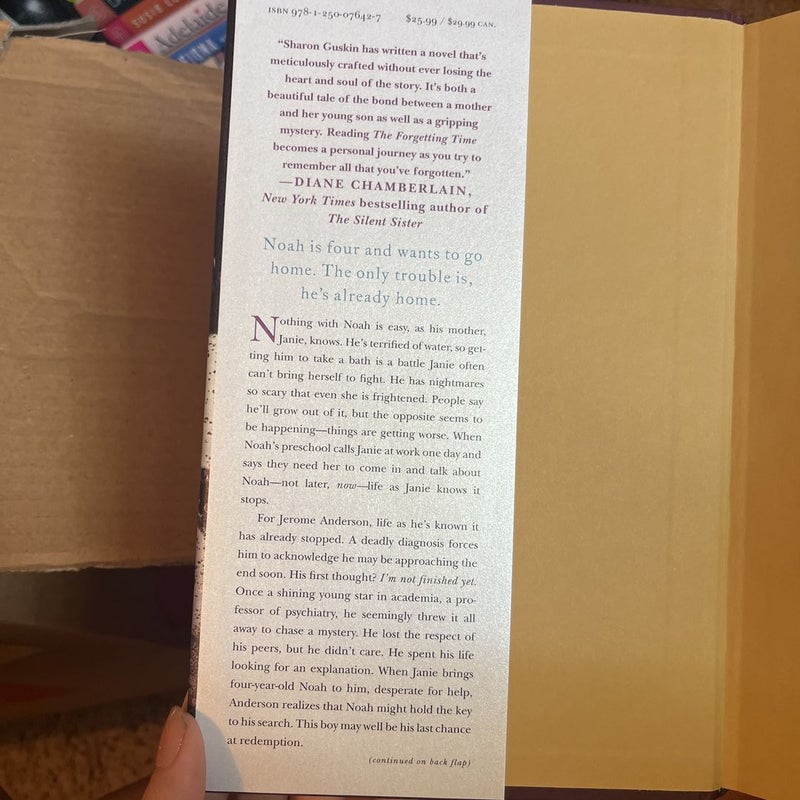 SUSIE
Adelaide
ISBN 978-1-250-07642-7 $25.99 / $29.99 CAN.
“Sharon Guskin has written a novel that’s
meticulously crafted without ever losing the
heart and soul of the story. It’s both a
beautiful tale of the bond between a mother
and her young son as well as a gripping
mystery. Reading The Forgetting Time
becomes a personal journey as you try to
remember all that you’ve forgotten.”
—DIANE CHAMBERLAIN,
New York Times bestselling author of
The Silent Sister
Noah is four and wants to go
home. The only trouble is,
he’s already home.
Nothing with Noah is easy, as his mother,
Janie, knows. He’s terrified of water, so get-
ting him to take a bath is a battle Janie often
can’t bring herself to fight. He has nightmares
so scary that even she is frightened. People say
he’ll grow out of it, but the opposite seems to
be happening—things are getting worse. When
Noah’s preschool calls Janie at work one day and
says they need her to come in and talk about
Noah—not later, now—life as Janie knows it
stops.
For Jerome Anderson, life as he’s known it
has already stopped. A deadly diagnosis forces
him to acknowledge he may be approaching the
end soon. His first thought? I’m not finished yet.
Once a shining young star in academia, a pro-
fessor of psychiatry, he seemingly threw it all
away to chase a mystery. He lost the respect of
his peers, but he didn’t care. He spent his life
looking for an explanation. When Janie brings
four-year-old Noah to him, desperate for help,
Anderson realizes that Noah might hold the key
to his search. This boy may well be his last chance
at redemption.
(continued on back flap)